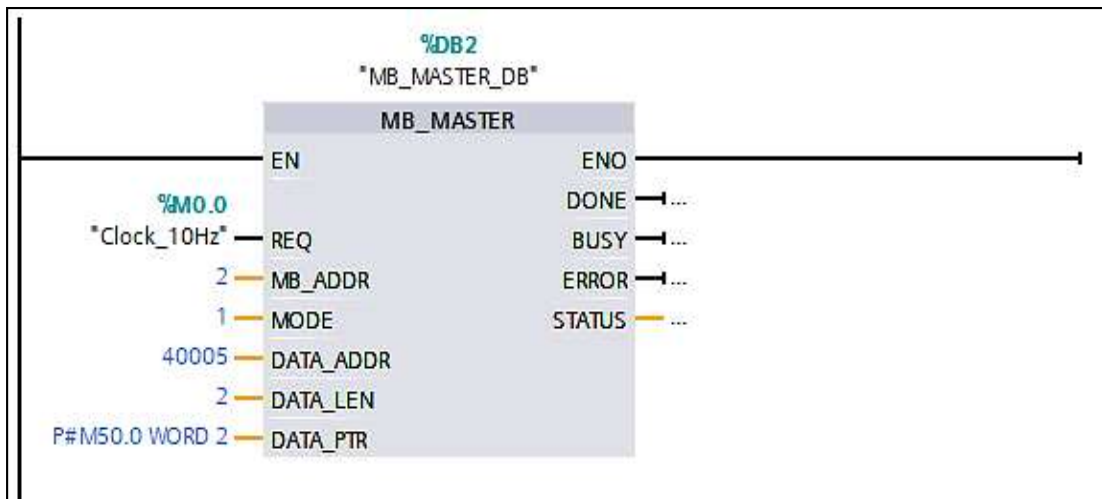 %DB2
"MB_MASTER_DB"
MB_MASTER
EN ENO
%M0.0 DONE ...
"Clock_10Hz" REQ BUSY ...
2 MB_ADDR ERROR ...
1 MODE STATUS ...
40005 DATA_ADDR
2 DATA_LEN
P#M50.0 WORD 2 DATA_PTR